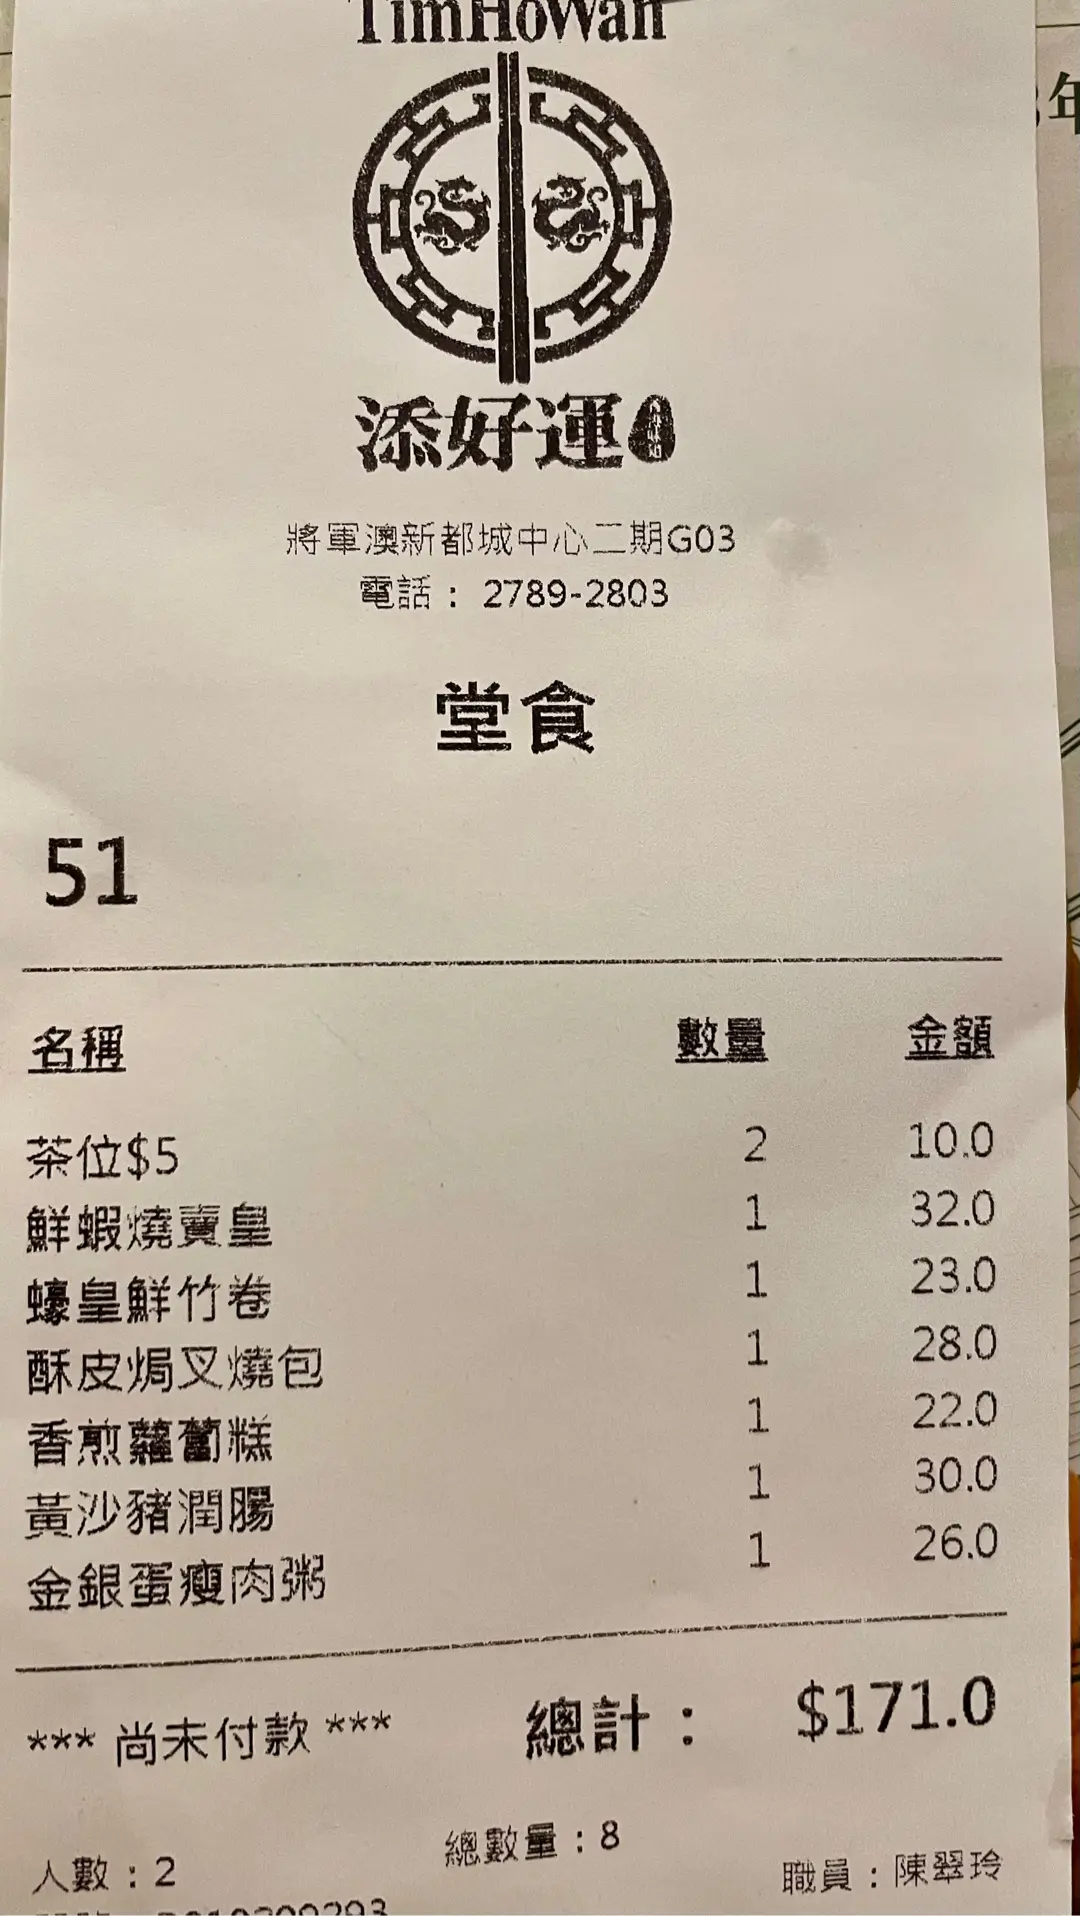 TimHoWan
添好運
將軍澳新都城中心二期G03
電話： 2789-2803
堂食
51
名稱 數量 金額
茶位$5 2 10.0
鮮蝦燒賣皇 1 32.0
蠔皇鮮竹卷 1 23.0
酥皮焗叉燒包 1 28.0
香煎蘿蔔糕 1 22.0
黃沙豬潤腸 1 30.0
金銀蛋瘦肉粥 1 26.0
*** 尚未付款 *** 總計： $171.0
總數量：8
人數：2 職員：陳翠玲
年